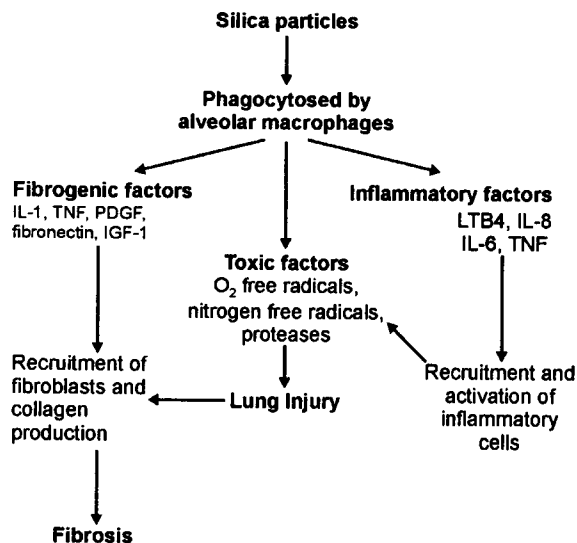 Silica particles
Phagocytosed by
alveolar macrophages
Fibrogenic factors
IL-1, TNF, PDGF,
fibronectin, IGF-1
Inflammatory factors
LTB4, IL-8
IL-6, TNF
Toxic factors
O₂ free radicals,
nitrogen free radicals,
proteases
Recruitment of
fibroblasts and
collagen
production
Lung Injury
Recruitment and
activation of
inflammatory
cells
Fibrosis